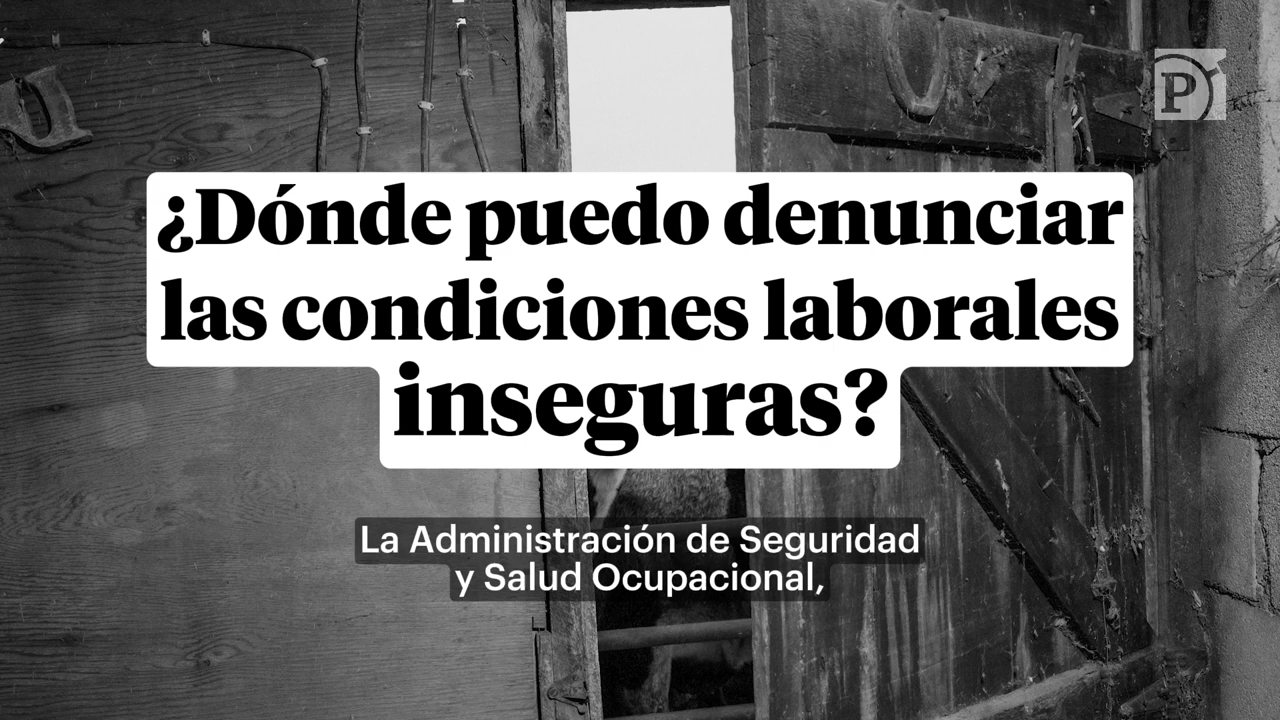 P
¿Dónde puedo denunciar
las condiciones laborales
inseguras?
La Administración de Seguridad
y Salud Ocupacional,